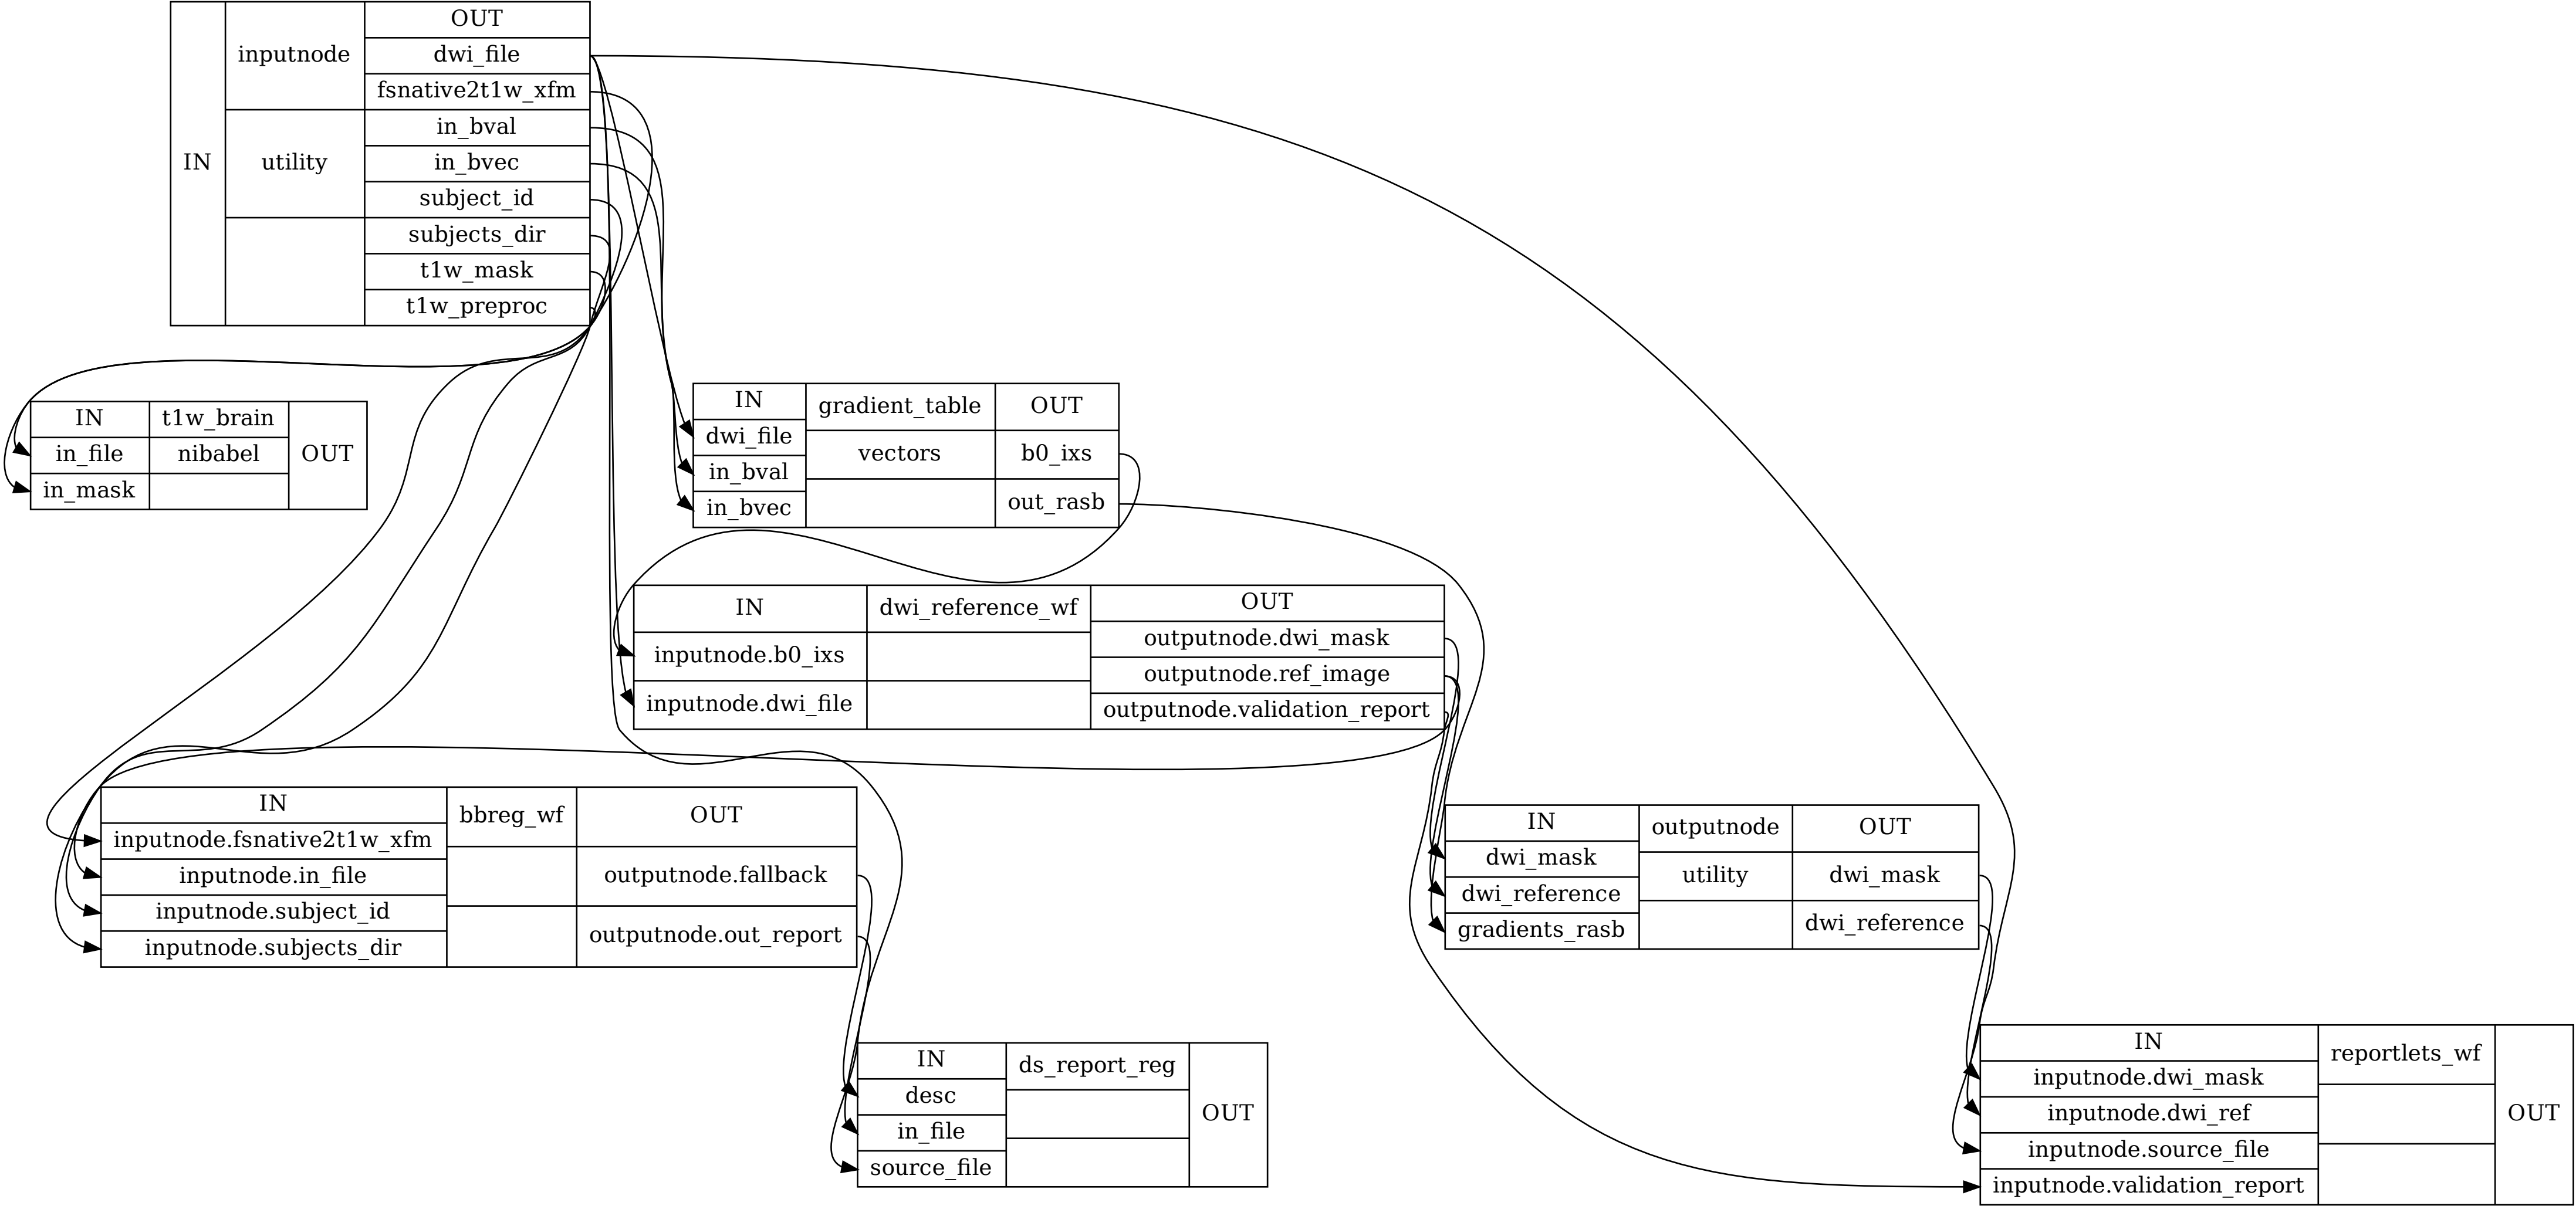 IN
inputnode
utility
OUT
dwi_file
fsnative2t1w_xfm
in_bval
in_bvec
subject_id
subjects_dir
t1w_mask
t1w_preproc
IN
in_file
in_mask
t1w_brain
nibabel
OUT
IN
dwi_file
in_bval
in_bvec
gradient_table
vectors
OUT
b0_ixs
out_rasb
IN
inputnode.b0_ixs
inputnode.dwi_file
dwi_reference_wf
OUT
outputnode.dwi_mask
outputnode.ref_image
outputnode.validation_report
IN
inputnode.fsnative2t1w_xfm
inputnode.in_file
inputnode.subject_id
inputnode.subjects_dir
bbreg_wf
OUT
outputnode.fallback
outputnode.out_report
IN
dwi_mask
dwi_reference
gradients_rasb
outputnode
utility
OUT
dwi_mask
dwi_reference
IN
desc
in_file
source_file
ds_report_reg
OUT
IN
inputnode.dwi_mask
inputnode.dwi_ref
inputnode.source_file
inputnode.validation_report
reportlets_wf
OUT